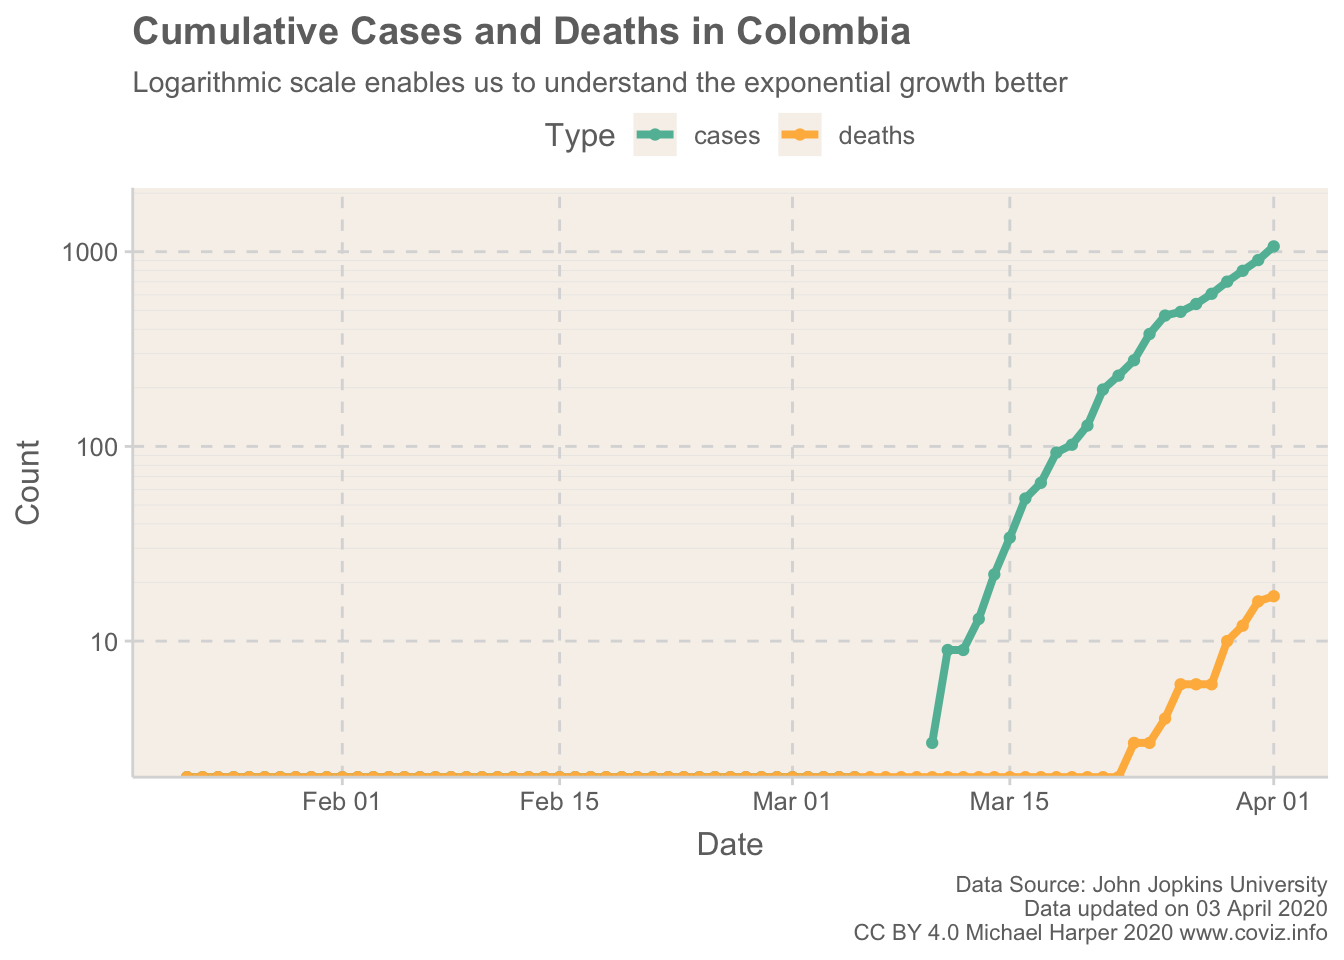 Cumulative Cases and Deaths in Colombia
Logarithmic scale enables us to understand the exponential growth better
Type cases deaths
1000
100
10
Count
Feb 01 Feb 15 Mar 01 Mar 15 Apr 01
Date
Data Source: John Jopkins University
Data updated on 03 April 2020
CC BY 4.0 Michael Harper 2020 www.coviz.info